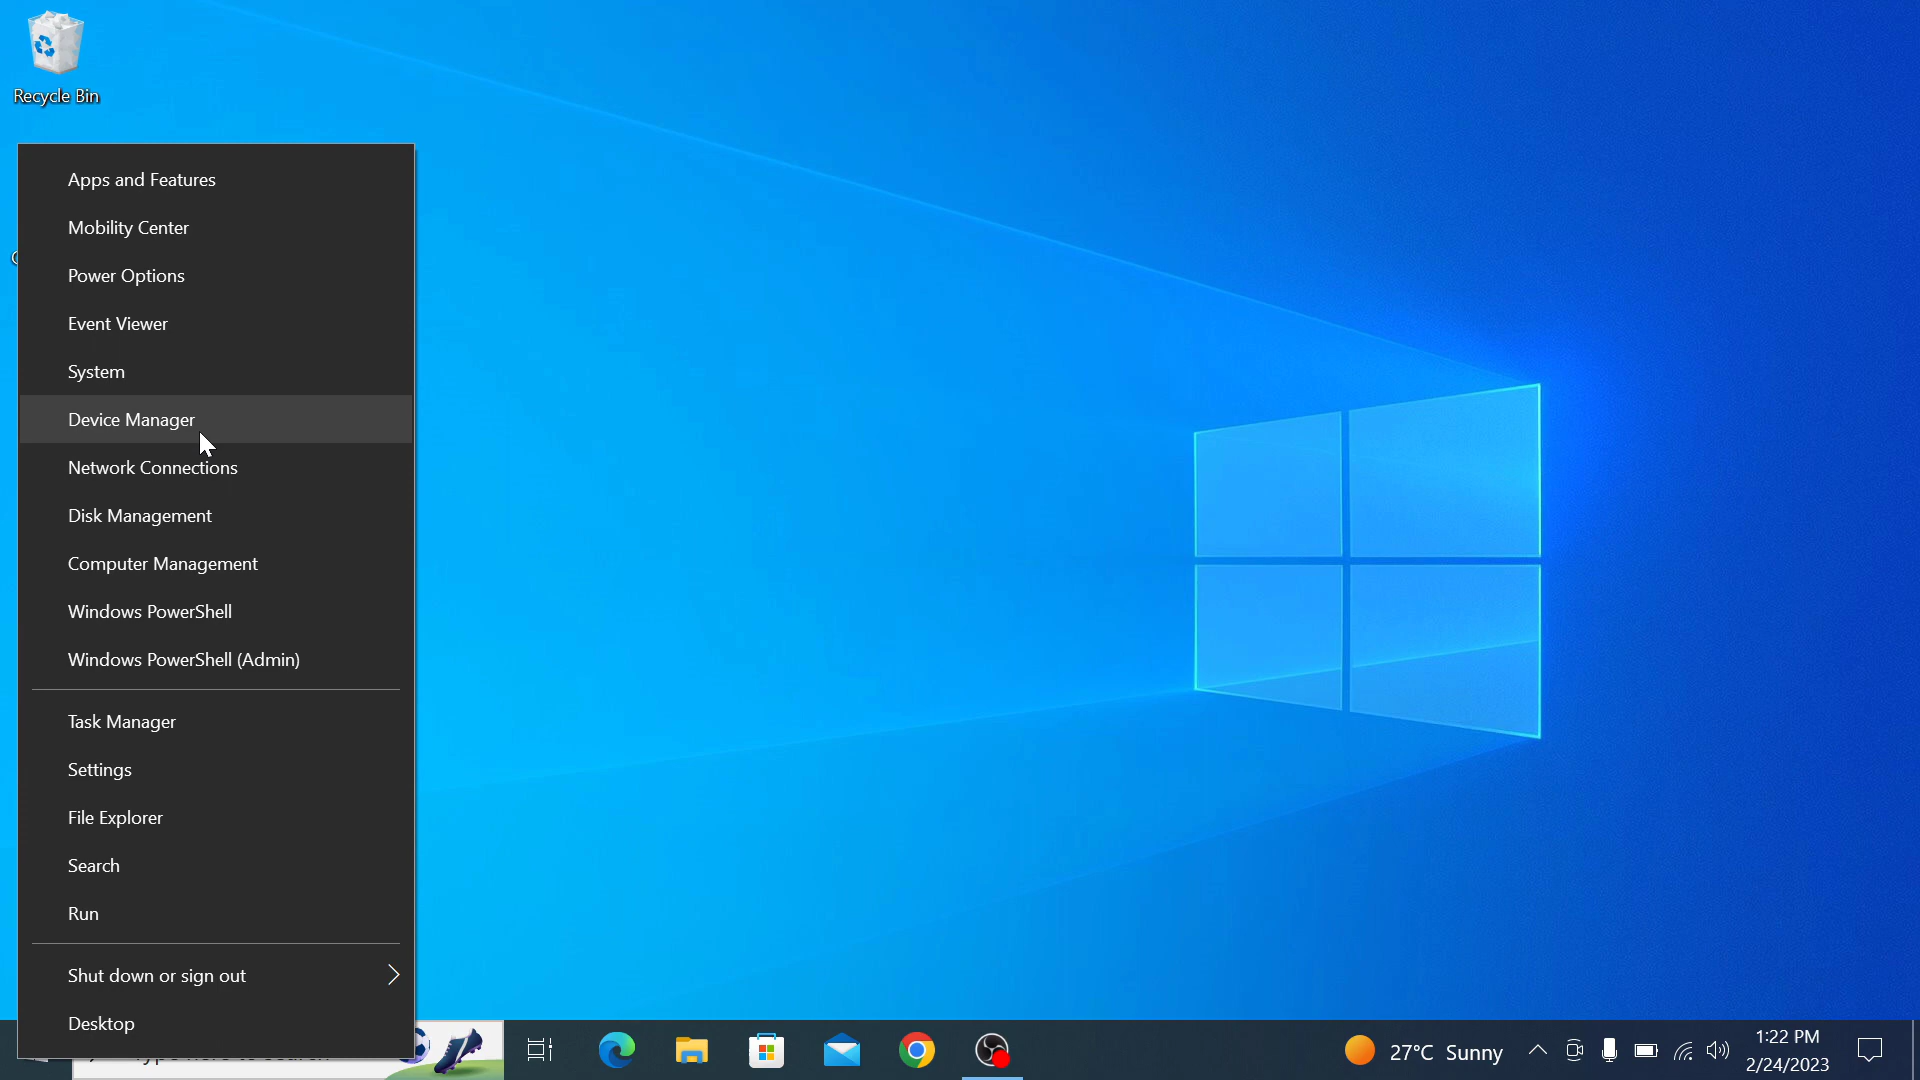 Recycle Bin
Apps and Features
Mobility Center
Power Options
Event Viewer
System
Device Manager
Network Connections
Disk Management
Computer Management
Windows PowerShell
Windows PowerShell (Admin)
Task Manager
Settings
File Explorer
Search
Run
Shut down or sign out
Desktop
27°C Sunny
1:22 PM
2/24/2023